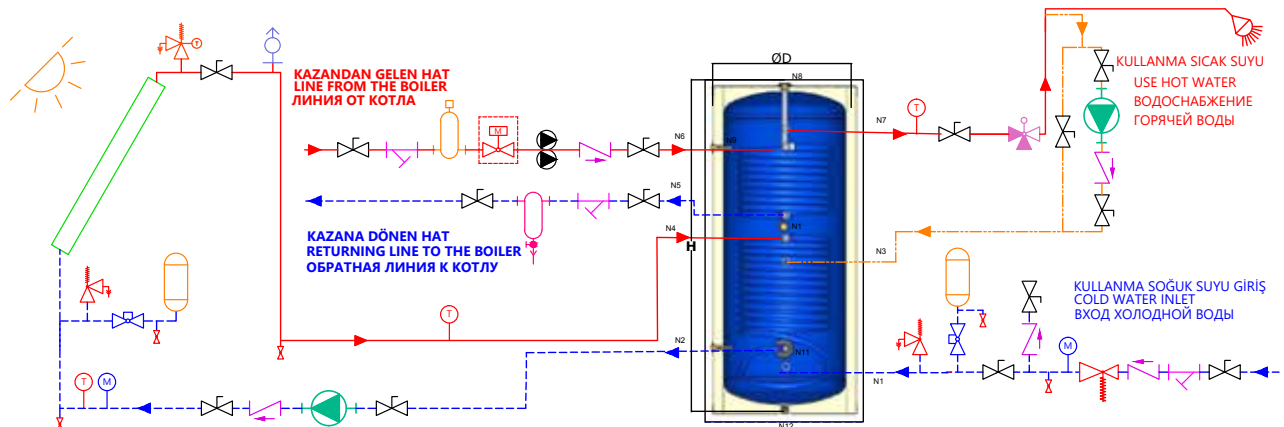 ØD
N8
KAZANDAN GELEN HAT
LINE FROM THE BOILER
ЛИНИЯ ОТ КОТЛА
KULLANMA SICAK SUYU
USE HOT WATER
ВОДОСНАБЖЕНИЕ
ГОРЯЧЕЙ ВОДЫ
T
M
N6
N9
N7
T
N5
N1
N4
H
N3
KAZANA DÖNEN HAT
RETURNING LINE TO THE BOILER
ОБРАТНАЯ ЛИНИЯ К КОТЛУ
KULLANMA SOĞUK SUYU GİRİŞ
COLD WATER INLET
ВХОД ХОЛОДНОЙ ВОДЫ
T
N2
N11
M
N1
T
M
N12